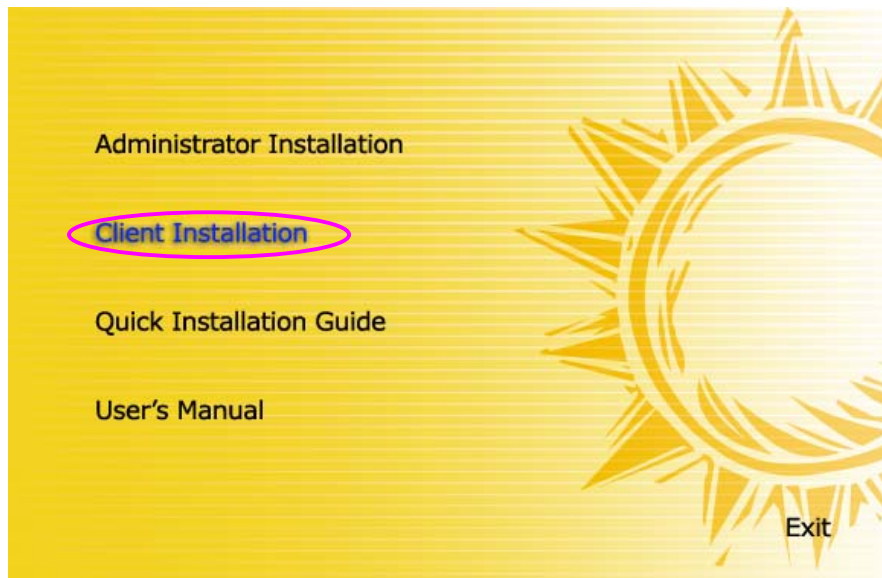 Administrator Installation
Client Installation
Quick Installation Guide
User’s Manual
Exit